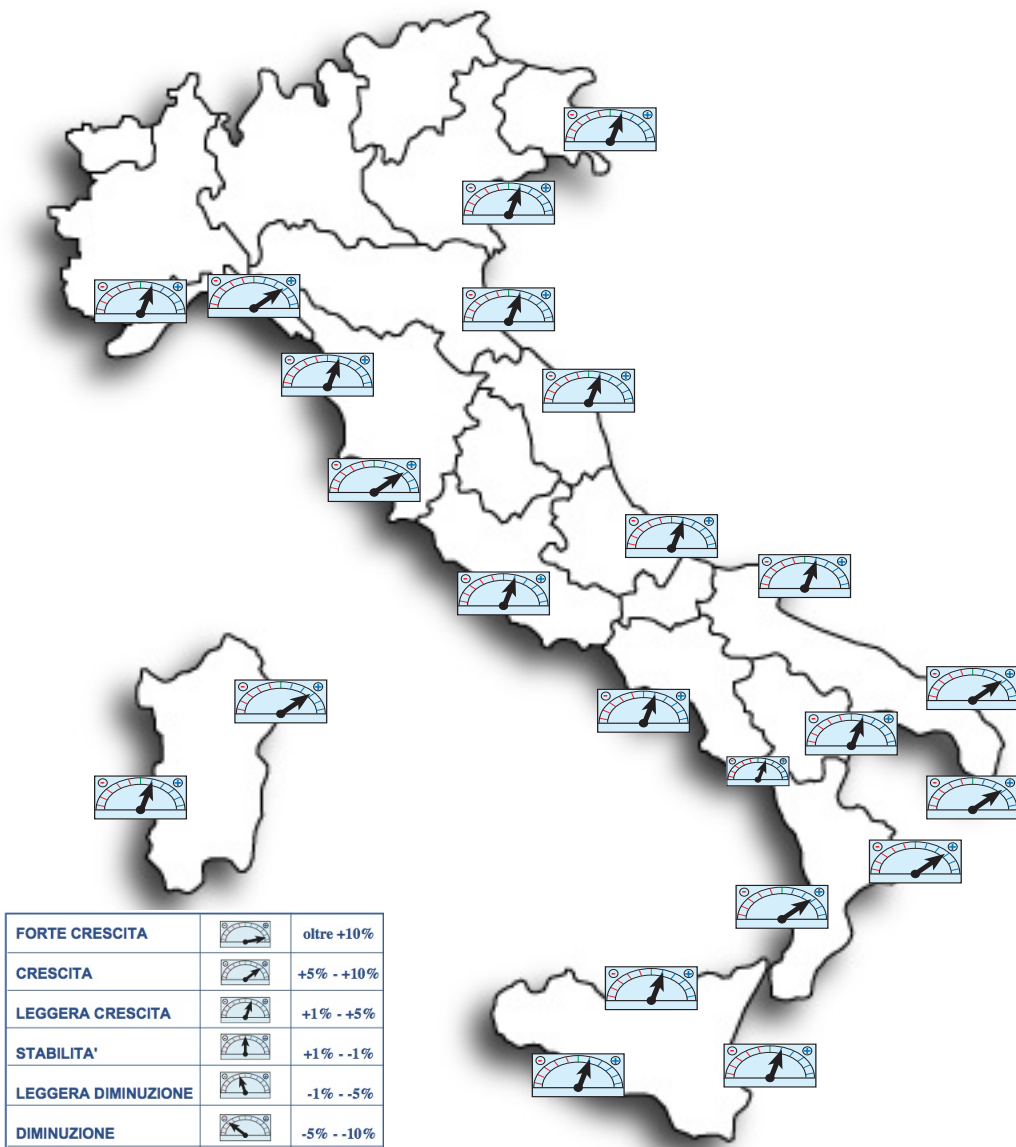 FORTE CRESCITA oltre +10%
CRESCITA +5% - +10%
LEGGERA CRESCITA +1% - +5%
STABILITA' +1% - -1%
LEGGERA DIMINUZIONE -1% - -5%
DIMINUZIONE -5% - -10%